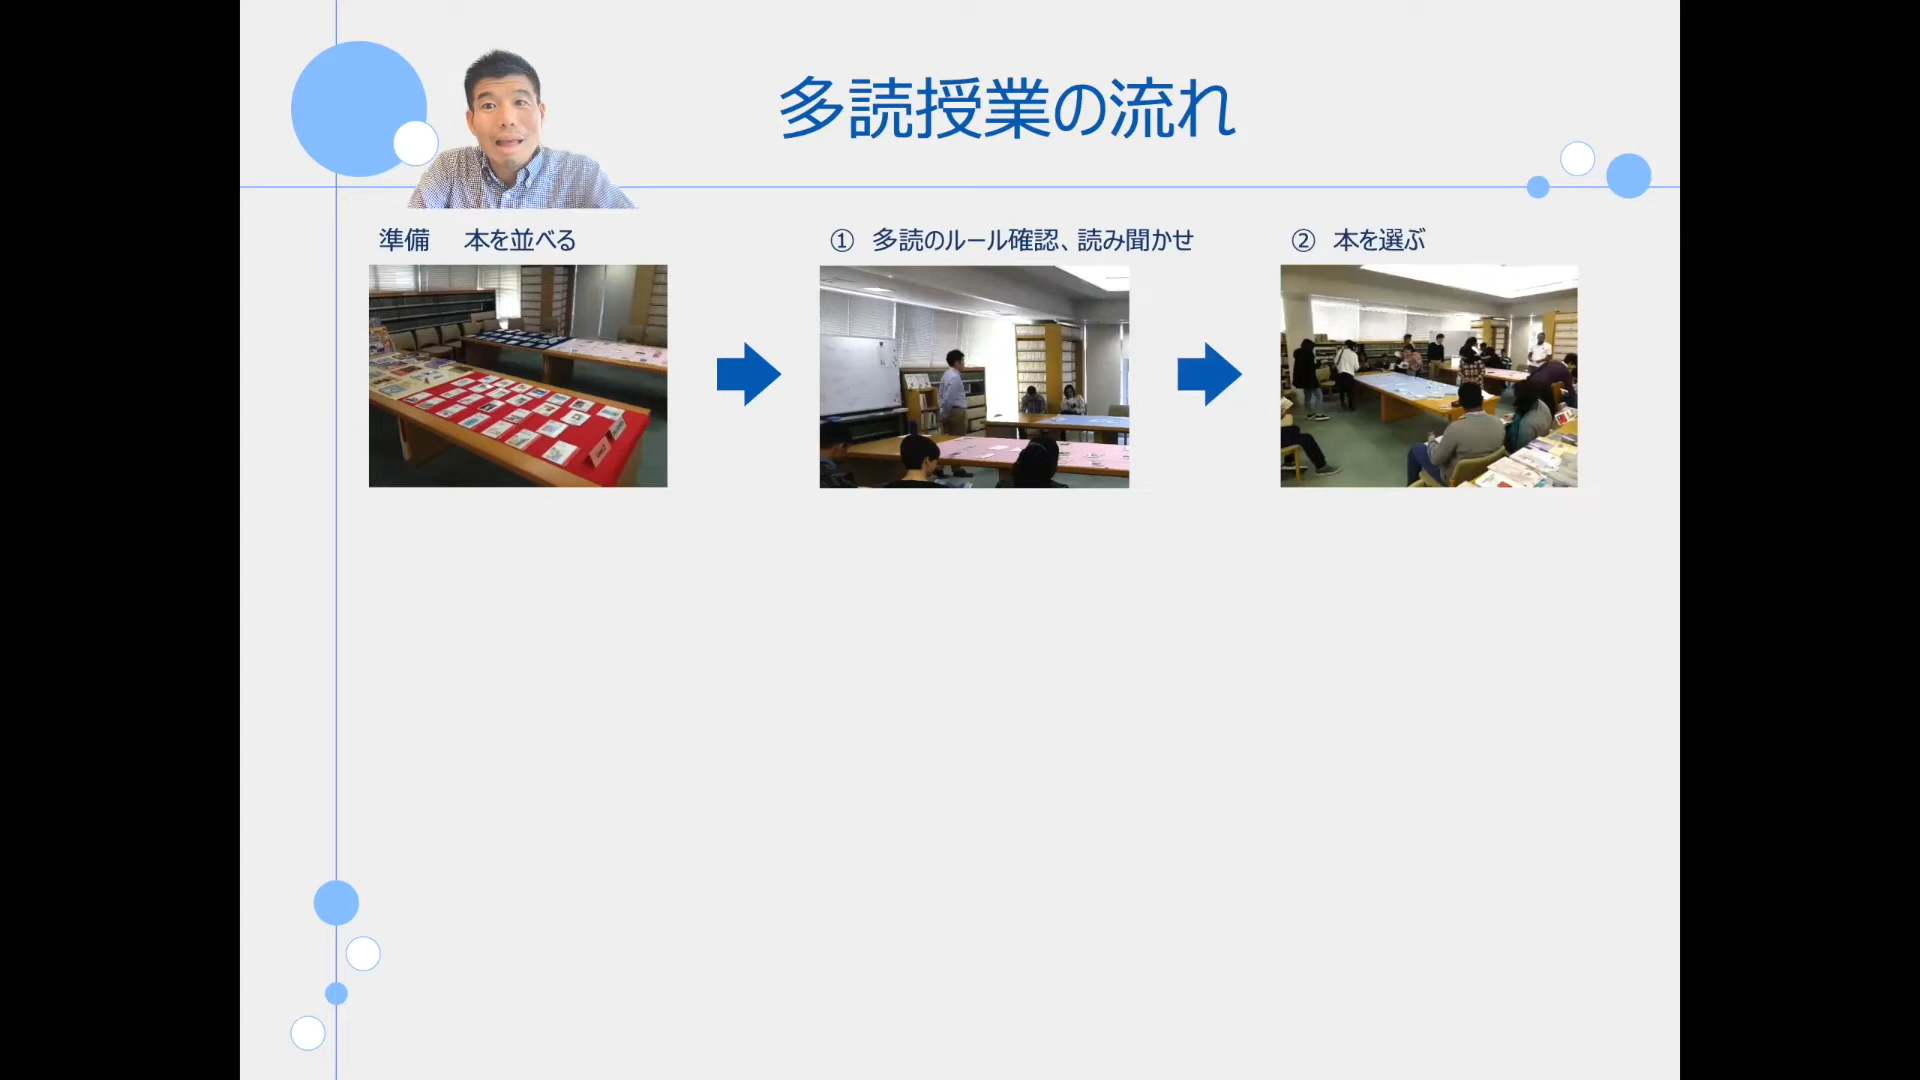 多読授業の流れ
準備 本を並べる
① 多読のルール確認、読み聞かせ
② 本を選ぶ